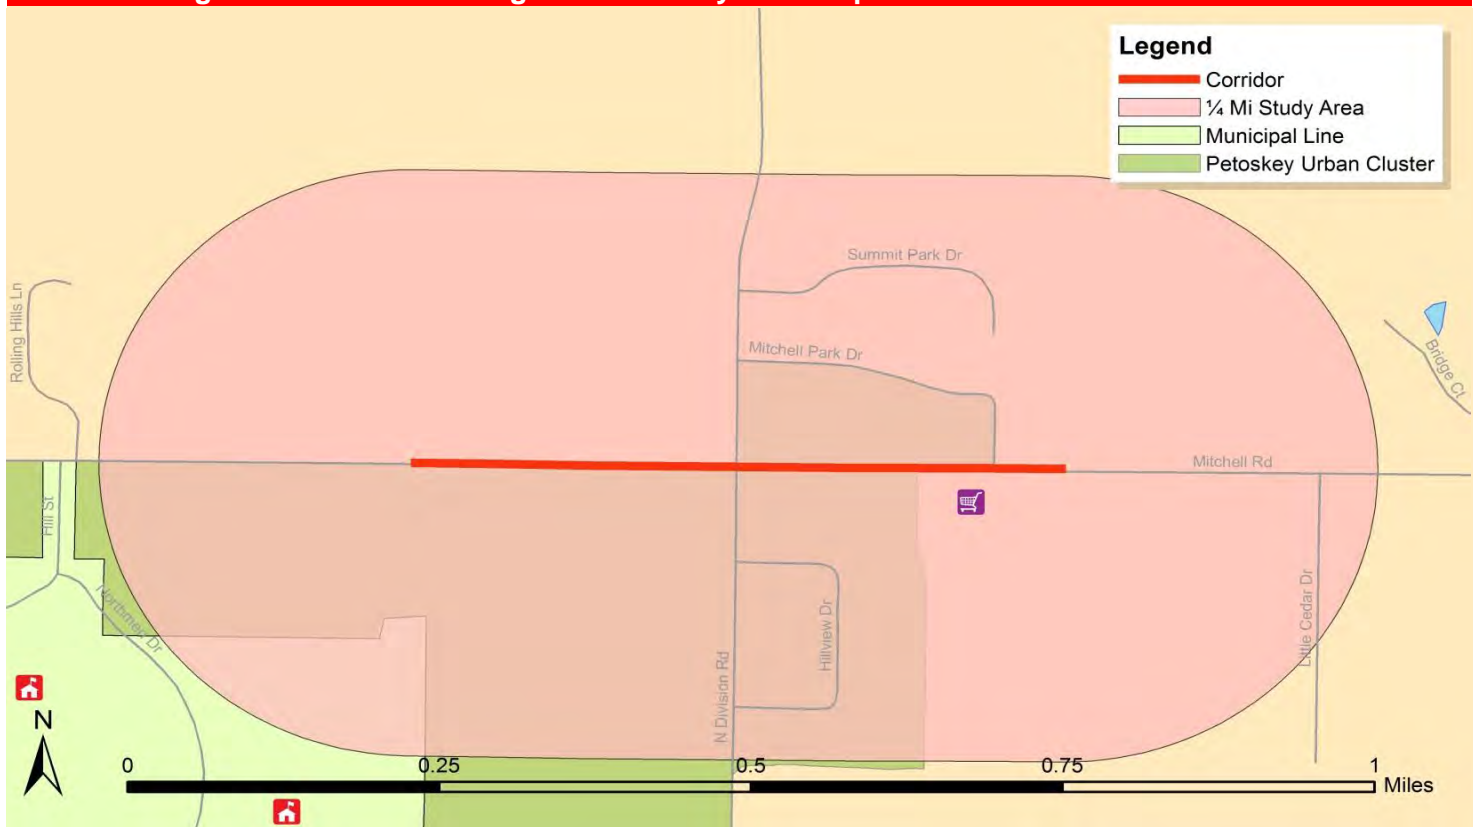 Legend
Corridor
¼ Mi Study Area
Municipal Line
Petoskey Urban Cluster
Summit Park Dr
Rolling Hills Ln
Mitchell Park Dr
Bridge Ct
Mitchell Rd
Hill St
Northmen Dr
Hillview Dr
Little Cedar Dr
N Division Rd
N
0 0.25 0.5 0.75 1
Miles